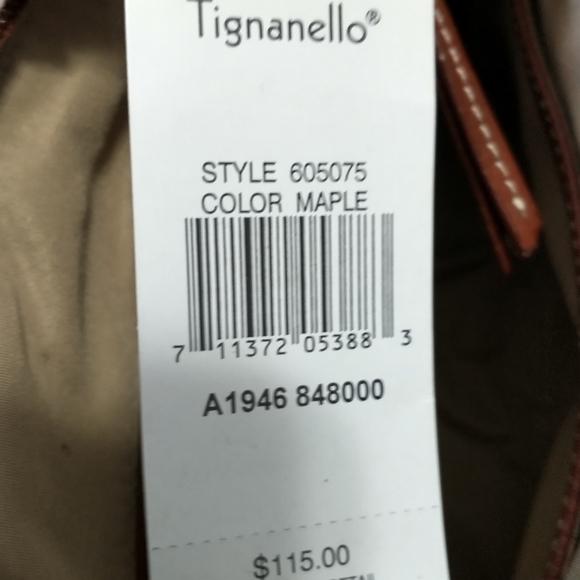 Tignanello®
STYLE 605075
COLOR MAPLE
7 11372 05388 3
A1946 848000
$115.00